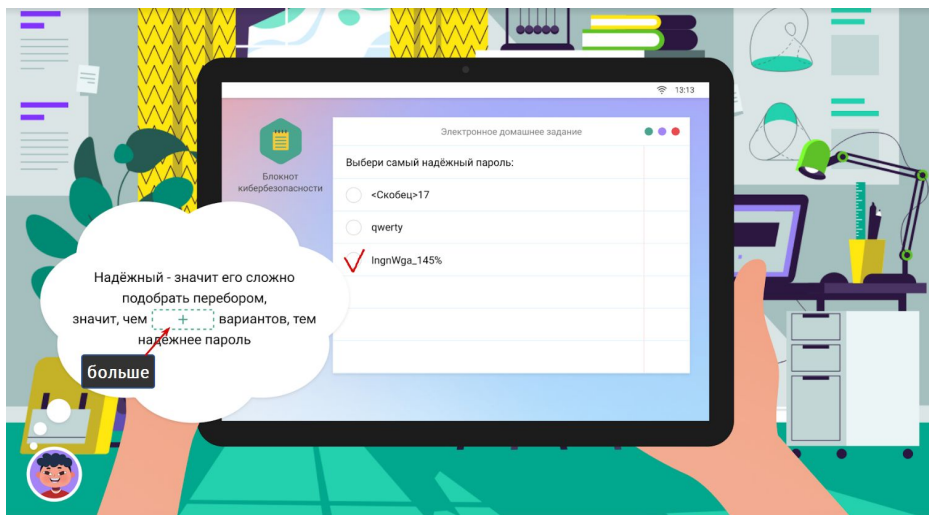 13:13
Электронное домашнее задание
Блокнот
кибербезопасности
Выбери самый надёжный пароль:
<Скобец>17
qwerty
IngnWga_145%
Надёжный - значит его сложно
подобрать перебором,
значит, чем + вариантов, тем
надёжнее пароль
больше